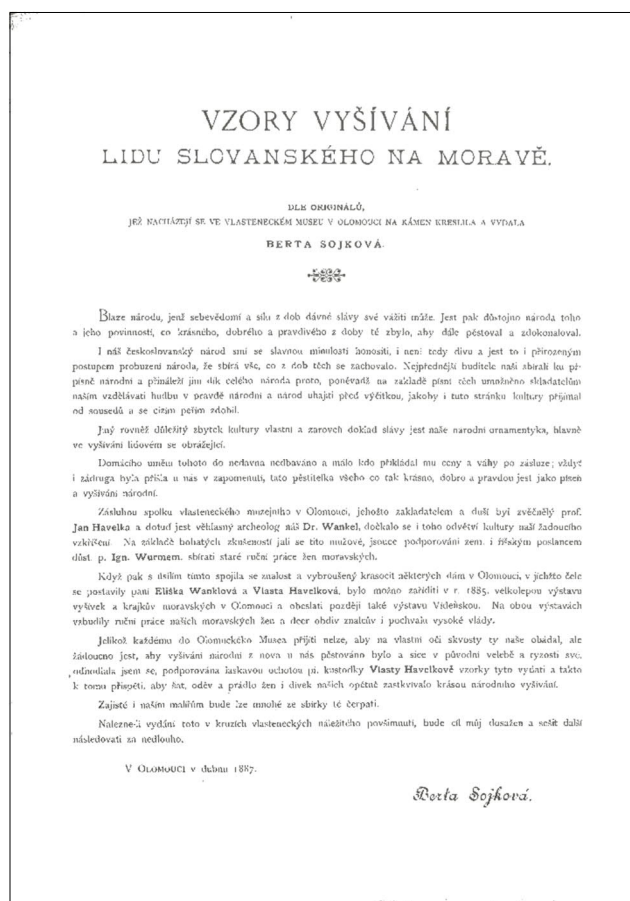 VZORY VYŠÍVÁNÍ
LIDU SLOVANSKÉHO NA MORAVĚ.
DLE ORIGINÁLŮ,
JEŽ NACHÁZEJÍ SE VE VLASTENECKÉM MUSEU V OLOMOUCI NA KÁMEN KRESLILA A VYDALA
BERTA SOJKOVÁ.
Blaze národu, jenž sebevědomí a sílu z dob dávné slávy své vážiti může. Jest pak důstojno národa toho
a jeho povinností, co krásného, dobrého a pravdivého z doby té zbylo, aby dále pěstoval a zdokonaloval.
I náš československý národ smí se slavnou minulostí honositi, i není tedy divu a jest to i přirozeným
postupem probuzení národa, že sbírá vše, co z dob těch se zachovalo. Nejpřednější buditelé naši sbírali ku př.
písně národní a přináleží jim dík celého národa proto, poněvadž na základě písní těch umožněno skladatelům
našim vzdělávati hudbu v pravdě národní a národ uhájiti před výčitkou, jakoby i tuto stránku kultury přijímal
od sousedů a se cizím peřím zdobil.
Jiný rovněž důležitý zbytek kultury vlastní a zároveň doklad slávy jest naše národní ornamentyka, hlavně
ve vyšívání lidovém se obrážející.
Domácího umění tohoto do nedavna nedbáváno a málo kdo přikládal mu ceny a váhy po zásluze; vždyť
i zádruga byla přišla u nás v zapomenutí, tato pěstitelka všeho co tak krásno, dobro a pravdou jest jako píseň
a vyšívání národní.
Zásluhou spolku vlasteneckého muzejního v Olomouci, jehožto zakladatelem a duší byl zvěčnělý prof.
Jan Havelka a dotud jest věhlasný archeolog náš Dr. Wankel, dočkalo se i toho odvětví kultury naší žádoucího
vzkříšení. Na základě bohatých zkušeností jali se tito mužové, jsouce podporováni zem. i říšským poslancem
důst. p. Ign. Wurmem, sbírati staré ruční práce žen moravských.
Když pak s úsilím tímto spojila se znalost a vybroušený krasocit některých dam v Olomouci, v jichžto čele
se postavily paní Eliška Wanklová a Vlasta Havelková, bylo možno zaříditi v r. 1885. velkolepou výstavu
vyšívek a krajkův moravských v Olomouci a obeslati později také výstavu Vídeňskou. Na obou výstavách
vzbudily ruční práce našich moravských žen a dcer obdiv znalcův i pochvalu vysoké vlády.
Jelikož každému do Olomuckého Musea přijíti nelze, aby na vlastní oči skvosty ty naše obdivl, ale
žádoucno jest, aby vyšívání národní z nova u nás pěstováno bylo a sice v původní velebě a ryzosti své,
odhodlala jsem se, podporována laskavou ochotou pí. kustodky Vlasty Havelkově vzorky tyto vydati a takto
k tomu přispěti, aby šat, oděv a prádlo žen i dívek našich opětně zastkvívalo krásou národního vyšívání.
Zajisté i našim malířům bude lze mnohé ze sbírky té čerpati.
Nalezne-li vydání toto v kruzích vlasteneckých náležitého povšimnutí, bude cíl můj dosažen a sešit další
následovati za nedlouho.
V OLOMOUCI v dubnu 1887.
Berta Sojková.